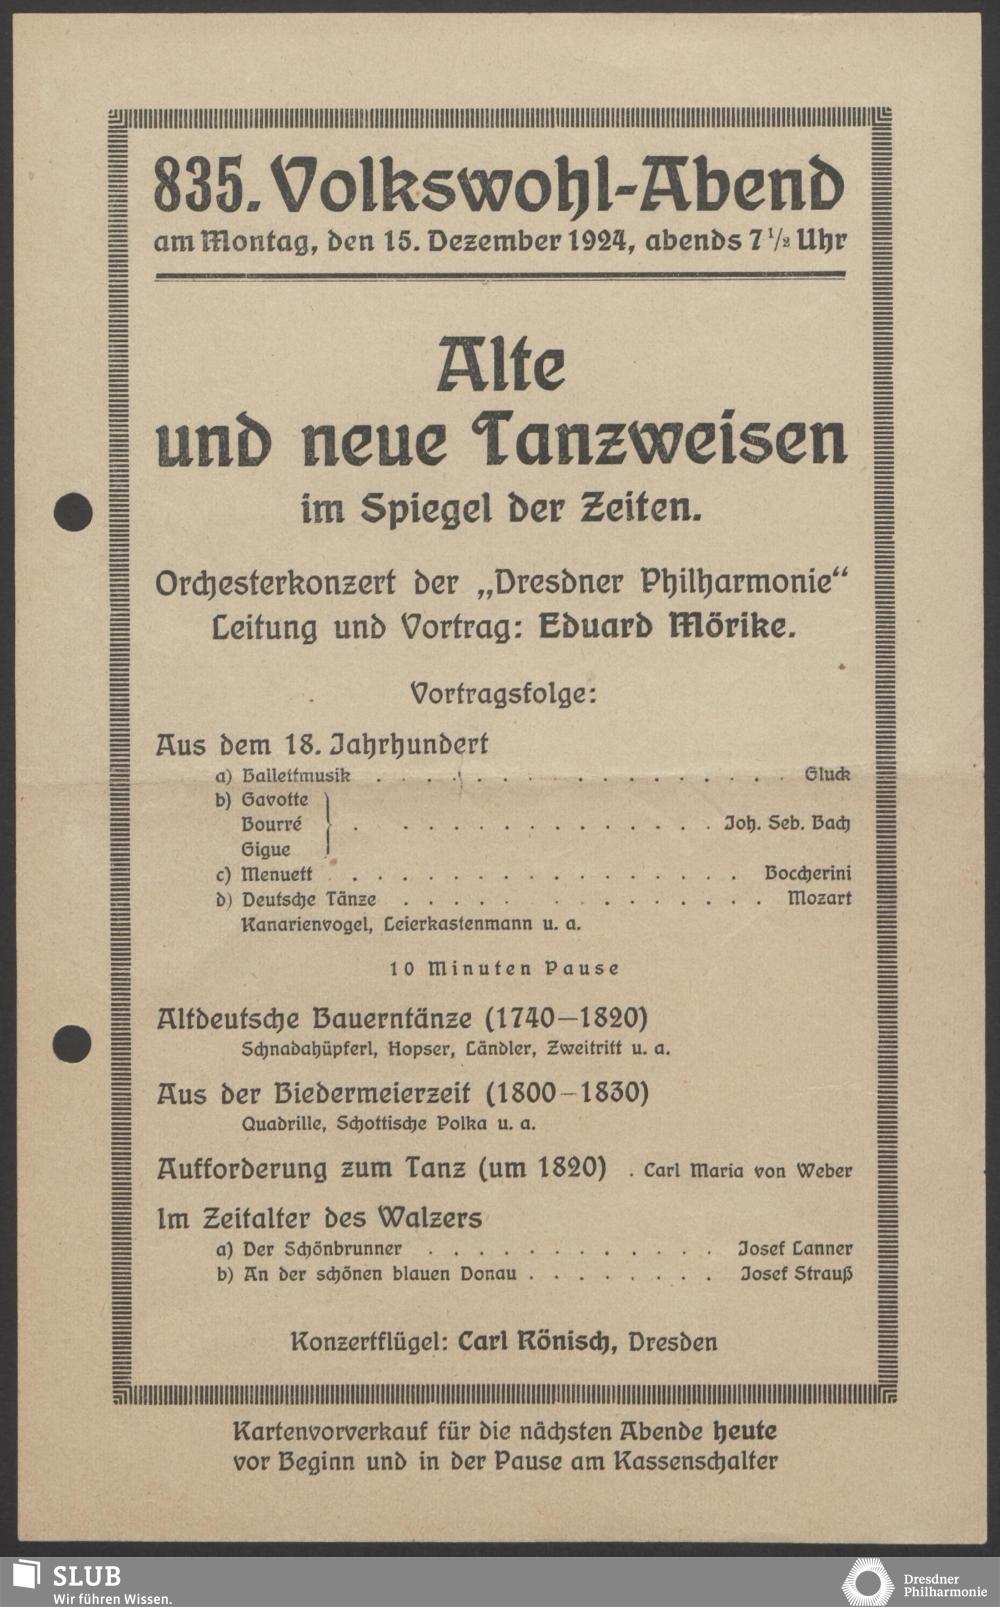 835. Volkswohl-Abend
am Montag, den 15. Dezember 1924, abends 7 1/2 Uhr
Alte
und neue Tanzweisen
im Spiegel der Zeiten.
Orchesterkonzert der „Dresdner Philharmonie“
Leitung und Vortrag: Eduard Mörike.
Vortragsfolge:
Aus dem 18. Jahrhundert
a) Ballettmusik . . . . . . . . . . . . . . . . . Gluck
b) Gavotte
Bourré . . . . . . . . . . . . . . Joh. Seb. Bach
Gigue
c) Menuett . . . . . . . . . . . . . . . . Boccherini
d) Deutsche Tänze . . . . . . . . . . . . . . . Mozart
Kanarienvogel, Leierkastenmann u. a.
10 Minuten Pause
Altdeutsche Bauerntänze (1740—1820)
Schnadahüpferl, Hopser, Ländler, Zweitritt u. a.
Aus der Biedermeierzeit (1800—1830)
Quadrille, Schottische Polka u. a.
Aufforderung zum Tanz (um 1820) . Carl Maria von Weber
Im Zeitalter des Walzers
a) Der Schönbrunner . . . . . . . . . . . . Josef Lanner
b) An der schönen blauen Donau . . . . . . . . Josef Strauß
Konzertflügel: Carl Rönisch, Dresden
Kartenvorverkauf für die nächsten Abende heute
vor Beginn und in der Pause am Kassenschalter
SLUB
Wir führen Wissen.
Dresdner
Philharmonie